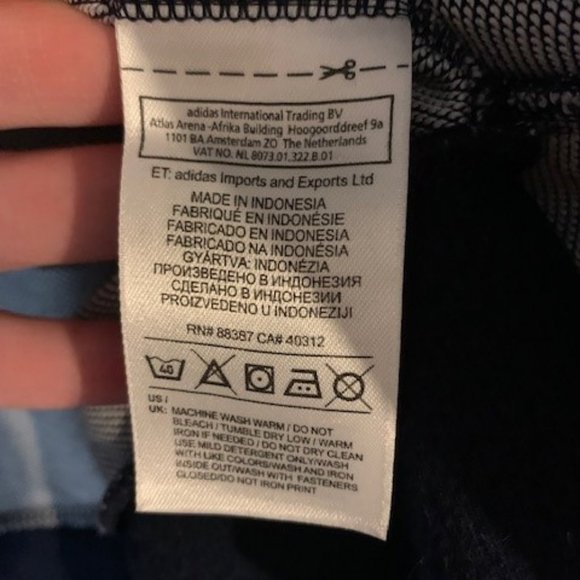 adidas International Trading BV
Atlas Arena -Afrika Building Hoogoorddreef 9a
1101 BA Amsterdam ZO The Netherlands
VAT NO. NL 8073.01.322.B.01
ET: adidas Imports and Exports Ltd
MADE IN INDONESIA
FABRIQUÉ EN INDONÉSIE
FABRICADO EN INDONESIA
FABRICADO NA INDONÉSIA
GYÁRTVA: INDONÉZIA
ПРОИЗВЕДЕНО В ИНДОНЕЗИЯ
СДЕЛАНО В ИНДОНЕЗИИ
PROIZVEDENO U INDONEZIJI
RN# 88387 CA# 40312
40
US /
UK: MACHINE WASH WARM / DO NOT
BLEACH / TUMBLE DRY LOW / WARM
IRON IF NEEDED / DO NOT DRY CLEAN
USE MILD DETERGENT ONLY/WASH
WITH LIKE COLORS/WASH AND IRON
INSIDE OUT/WASH WITH FASTENERS
CLOSED/DO NOT IRON PRINT